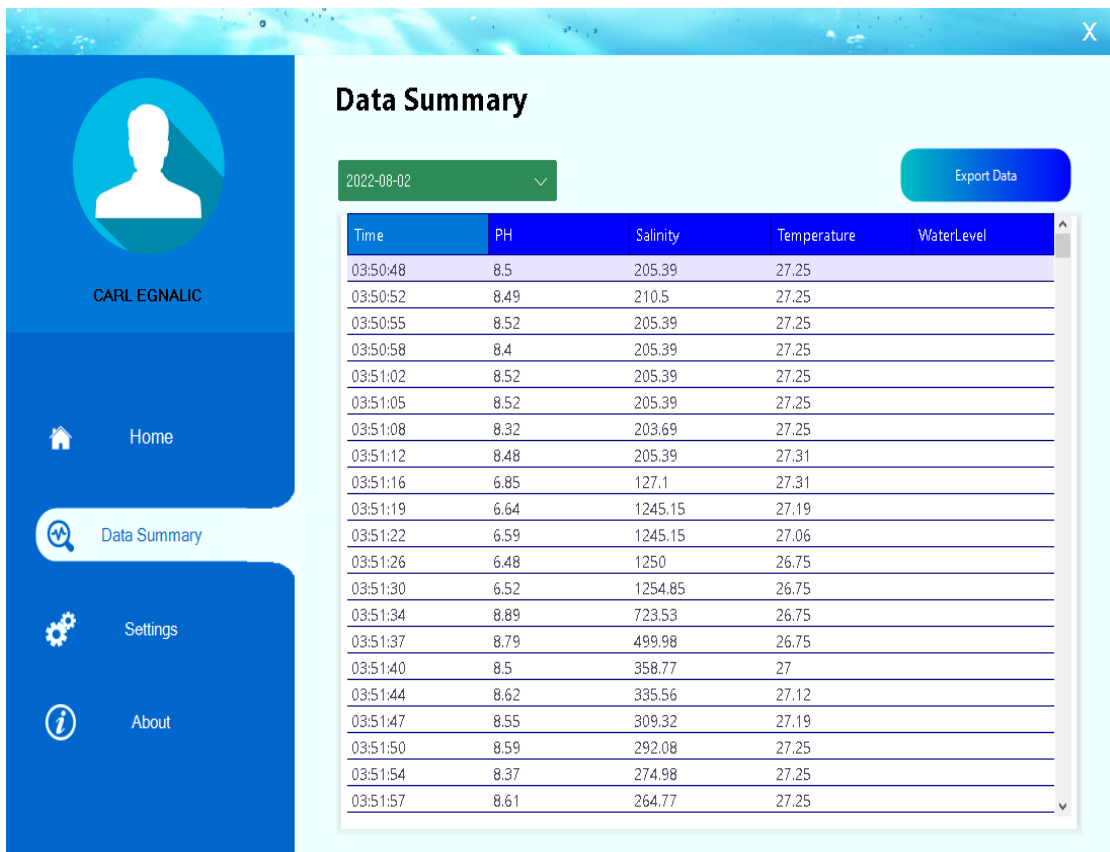 X
CARL EGNALIC
Home
Data Summary
Settings
About
Data Summary
2022-08-02
Export Data
Time PH Salinity Temperature WaterLevel
03:50:48 8.5 205.39 27.25
03:50:52 8.49 210.5 27.25
03:50:55 8.52 205.39 27.25
03:50:58 8.4 205.39 27.25
03:51:02 8.52 205.39 27.25
03:51:05 8.52 205.39 27.25
03:51:08 8.32 203.69 27.25
03:51:12 8.48 205.39 27.31
03:51:16 6.85 127.1 27.31
03:51:19 6.64 1245.15 27.19
03:51:22 6.59 1245.15 27.06
03:51:26 6.48 1250 26.75
03:51:30 6.52 1254.85 26.75
03:51:34 8.89 723.53 26.75
03:51:37 8.79 499.98 26.75
03:51:40 8.5 358.77 27
03:51:44 8.62 335.56 27.12
03:51:47 8.55 309.32 27.19
03:51:50 8.59 292.08 27.25
03:51:54 8.37 274.98 27.25
03:51:57 8.61 264.77 27.25